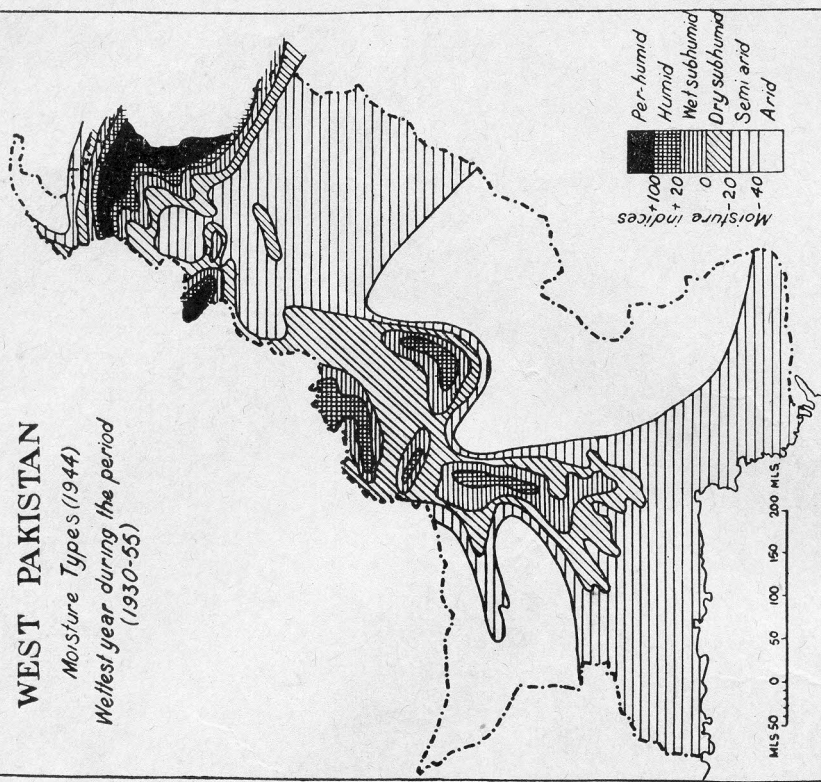 WEST PAKISTAN
Moisture Types (1944)
Wettest year during the period
(1930-55)
Moisture indices
+100
+20
0
-20
-40
Per-humid
Humid
Wet subhumid
Dry subhumid
Semi arid
Arid
MLS 50 0 50 100 150 200 MLS.